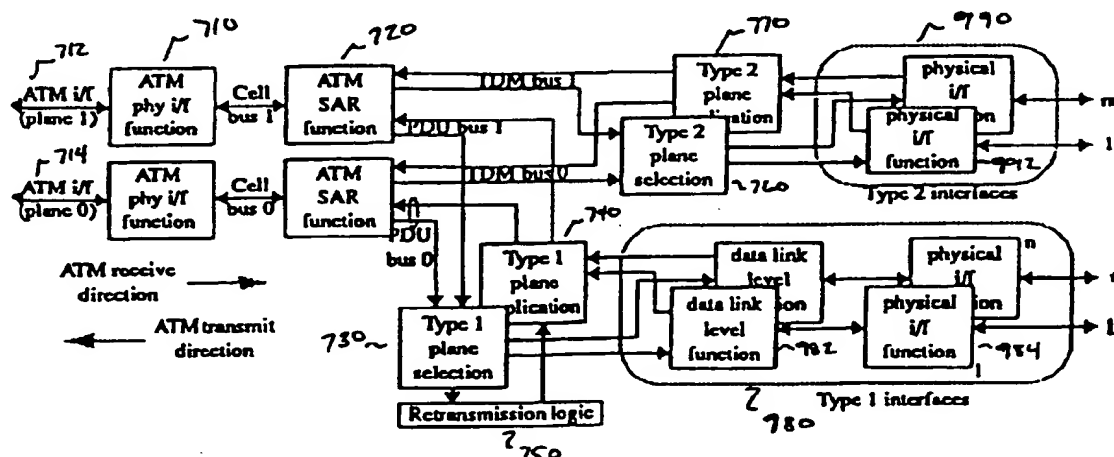 710
720
770
990
712
ATM i/f
(plane 1)
ATM
phy i/f
function
Cell
bus 1
ATM
SAR
function
TDM bus 1
PDU bus 1
Type 2
plane
Type 2
plane
selection
760
physical
i/f
physical
i/f
function
992
m
1
Type 2 interfaces
714
ATM i/f
(plane 0)
ATM
phy i/f
function
Cell
bus 0
ATM
SAR
function
TDM bus 0
PDU
bus 0
740
Type 1
plane
ATM receive
direction
ATM transmit
direction
730
Type 1
plane
selection
Retransmission logic
750
data link
level
data link
level
function
982
physical
i/f
physical
i/f
function
984
n
1
1
Type 1 interfaces
980